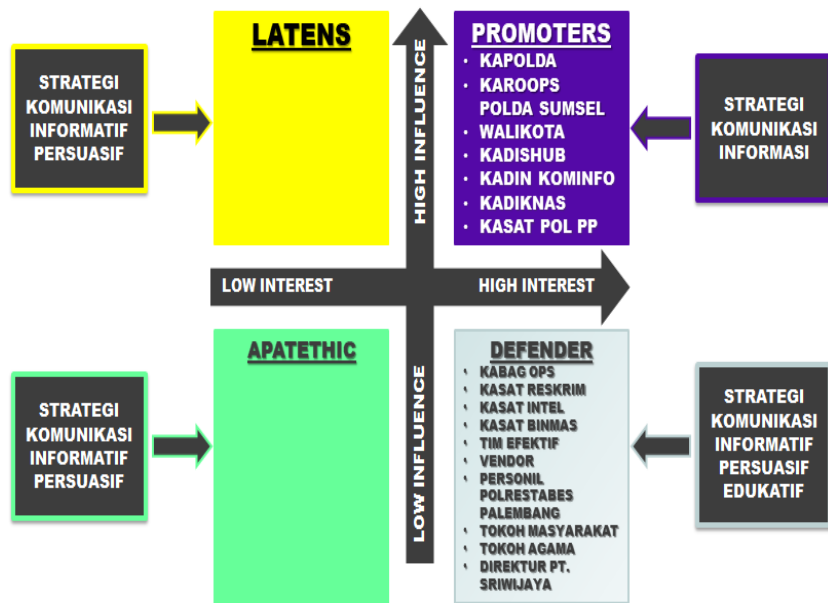 LATENS
STRATEGI
KOMUNIKASI
INFORMATIF
PERSUASIF
HIGH INFLUENCE
PROMOTERS
• KAPOLDA
• KAROOPS
POLDA SUMSEL
• WALIKOTA
• KADISHUB
• KADIN KOMINFO
• KADIKNAS
• KASAT POL PP
STRATEGI
KOMUNIKASI
INFORMASI
LOW INTEREST
HIGH INTEREST
APATETHIC
STRATEGI
KOMUNIKASI
INFORMATIF
PERSUASIF
LOW INFLUENCE
DEFENDER
• KABAG OPS
• KASAT RESKRIM
• KASAT INTEL
• KASAT BINMAS
• TIM EFEKTIF
• VENDOR
• PERSONIL
POLRESTABES
PALEMBANG
• TOKOH MASYARAKAT
• TOKOH AGAMA
• DIREKTUR PT.
SRIWIJAYA
STRATEGI
KOMUNIKASI
INFORMATIF
PERSUASIF
EDUKATIF